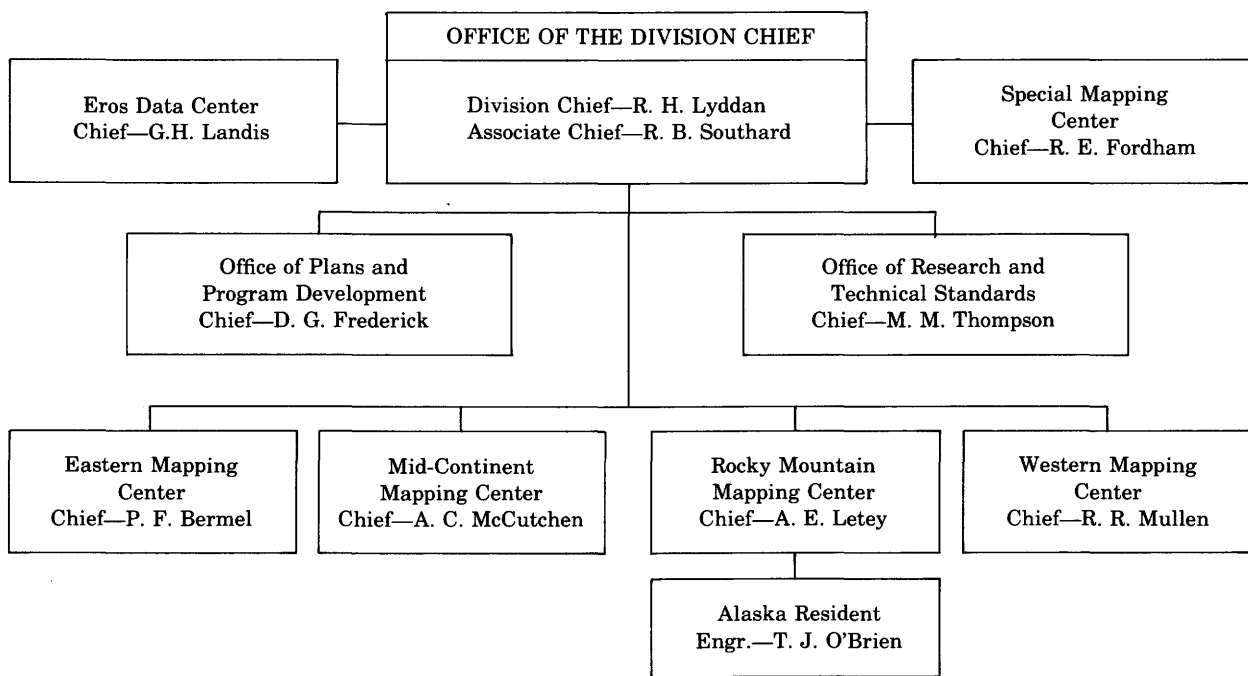 OFFICE OF THE DIVISION CHIEF
Division Chief—R. H. Lyddan
Associate Chief—R. B. Southard
Eros Data Center
Chief—G.H. Landis
Special Mapping
Center
Chief—R. E. Fordham
Office of Plans and
Program Development
Chief—D. G. Frederick
Office of Research and
Technical Standards
Chief—M. M. Thompson
Eastern Mapping
Center
Chief—P. F. Bermel
Mid-Continent
Mapping Center
Chief—A. C. McCutchen
Rocky Mountain
Mapping Center
Chief—A. E. Letey
Western Mapping
Center
Chief—R. R. Mullen
Alaska Resident
Engr.—T. J. O'Brien